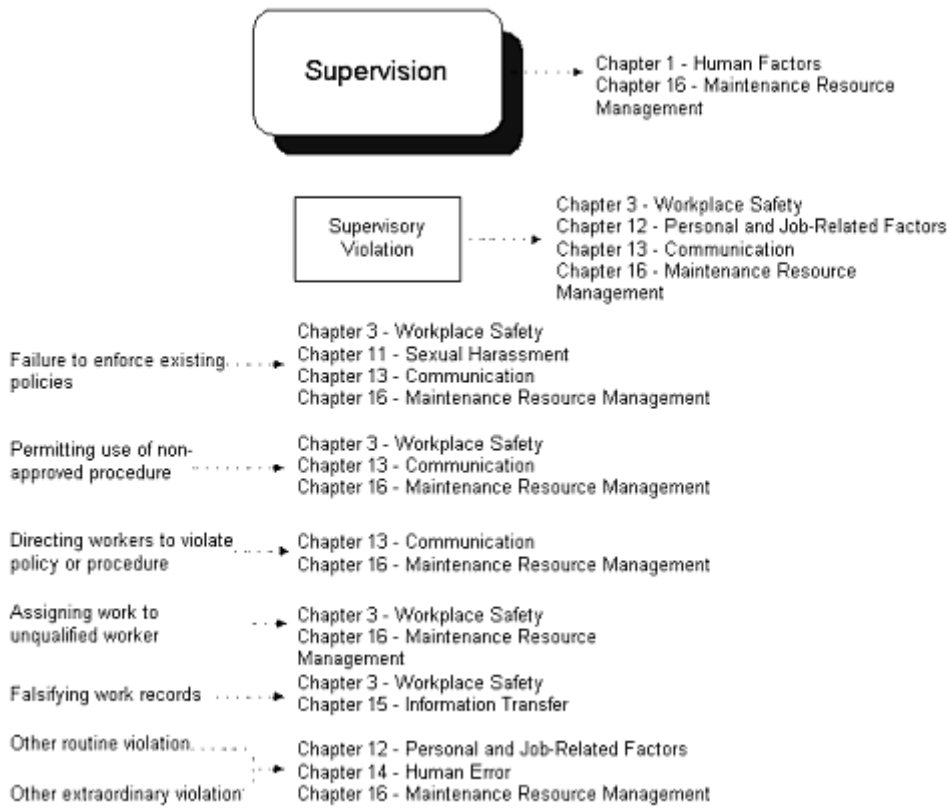 Supervision
Chapter 1 - Human Factors
Chapter 16 - Maintenance Resource
Management
Supervisory
Violation
Chapter 3 - Workplace Safety
Chapter 12 - Personal and Job-Related Factors
Chapter 13 - Communication
Chapter 16 - Maintenance Resource
Management
Failure to enforce existing
policies
Chapter 3 - Workplace Safety
Chapter 11 - Sexual Harassment
Chapter 13 - Communication
Chapter 16 - Maintenance Resource Management
Permitting use of non-
approved procedure
Chapter 3 - Workplace Safety
Chapter 13 - Communication
Chapter 16 - Maintenance Resource Management
Directing workers to violate
policy or procedure
Chapter 13 - Communication
Chapter 16 - Maintenance Resource Management
Assigning work to
unqualified worker
Chapter 3 - Workplace Safety
Chapter 16 - Maintenance Resource
Management
Falsifying work records
Chapter 3 - Workplace Safety
Chapter 15 - Information Transfer
Other routine violation
Other extraordinary violation
Chapter 12 - Personal and Job-Related Factors
Chapter 14 - Human Error
Chapter 16 - Maintenance Resource Management